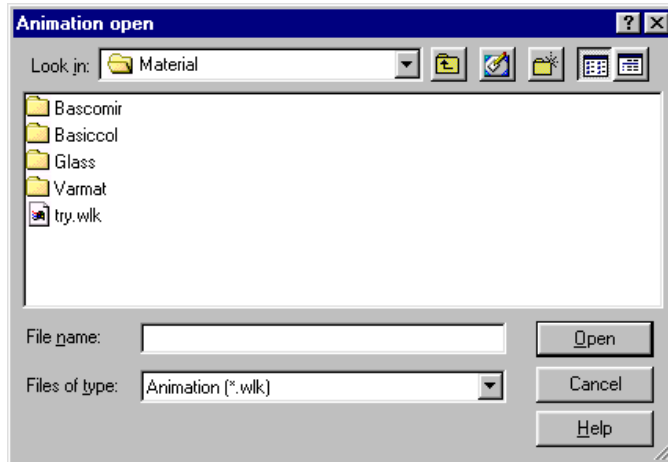 Animation open
Look in: Material
Bascomir
Basiccol
Glass
Varmat
try.wlk
File name:
Open
Files of type: Animation (*.wlk)
Cancel
Help